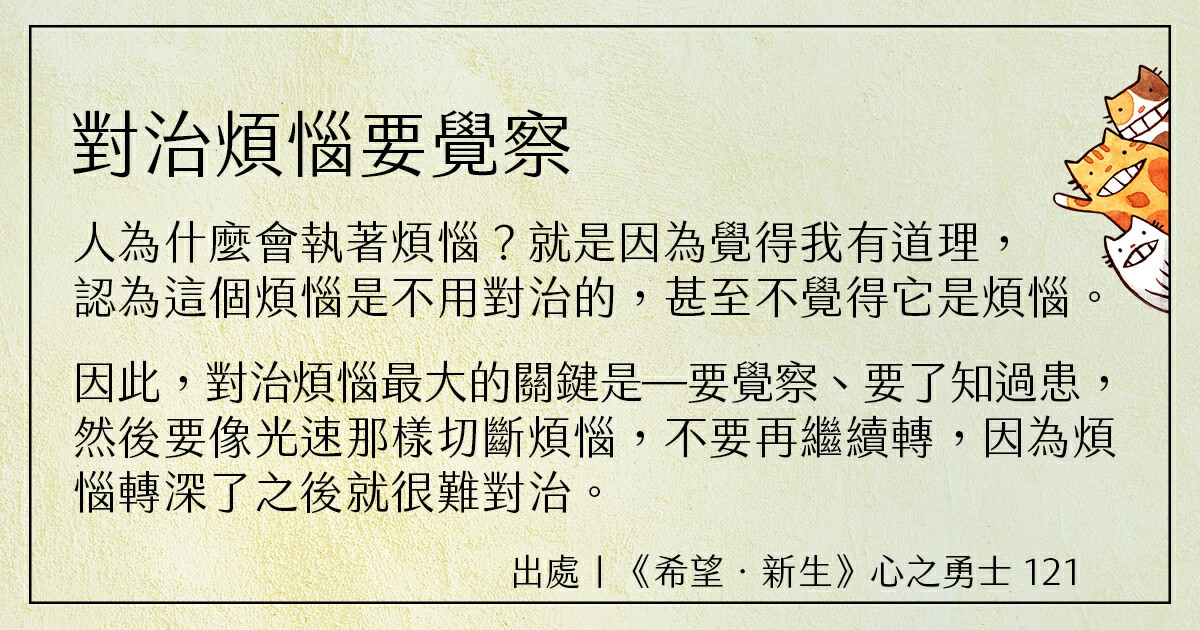 對治煩惱要覺察
人為什麼會執著煩惱？就是因為覺得我有道理，
認為這個煩惱是不用對治的，甚至不覺得它是煩惱。
因此，對治煩惱最大的關鍵是—要覺察、要了知過患，
然後要像光速那樣切斷煩惱，不要再繼續轉，因為煩
惱轉深了之後就很難對治。
出處｜《希望．新生》心之勇士 121